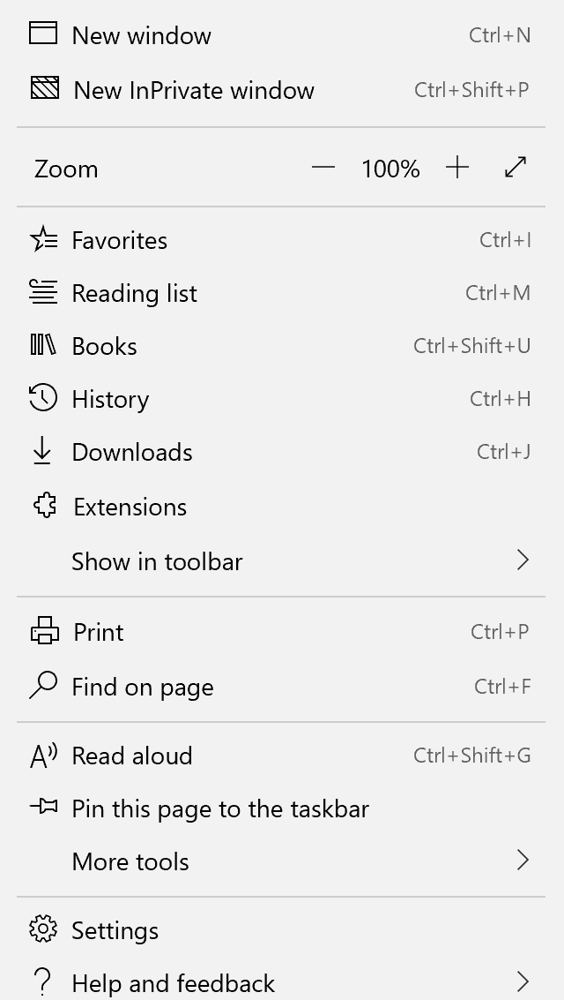 New window Ctrl+N
New InPrivate window Ctrl+Shift+P
Zoom 100%
Favorites Ctrl+I
Reading list Ctrl+M
Books Ctrl+Shift+U
History Ctrl+H
Downloads Ctrl+J
Extensions
Show in toolbar
Print Ctrl+P
Find on page Ctrl+F
Read aloud Ctrl+Shift+G
Pin this page to the taskbar
More tools
Settings
Help and feedback